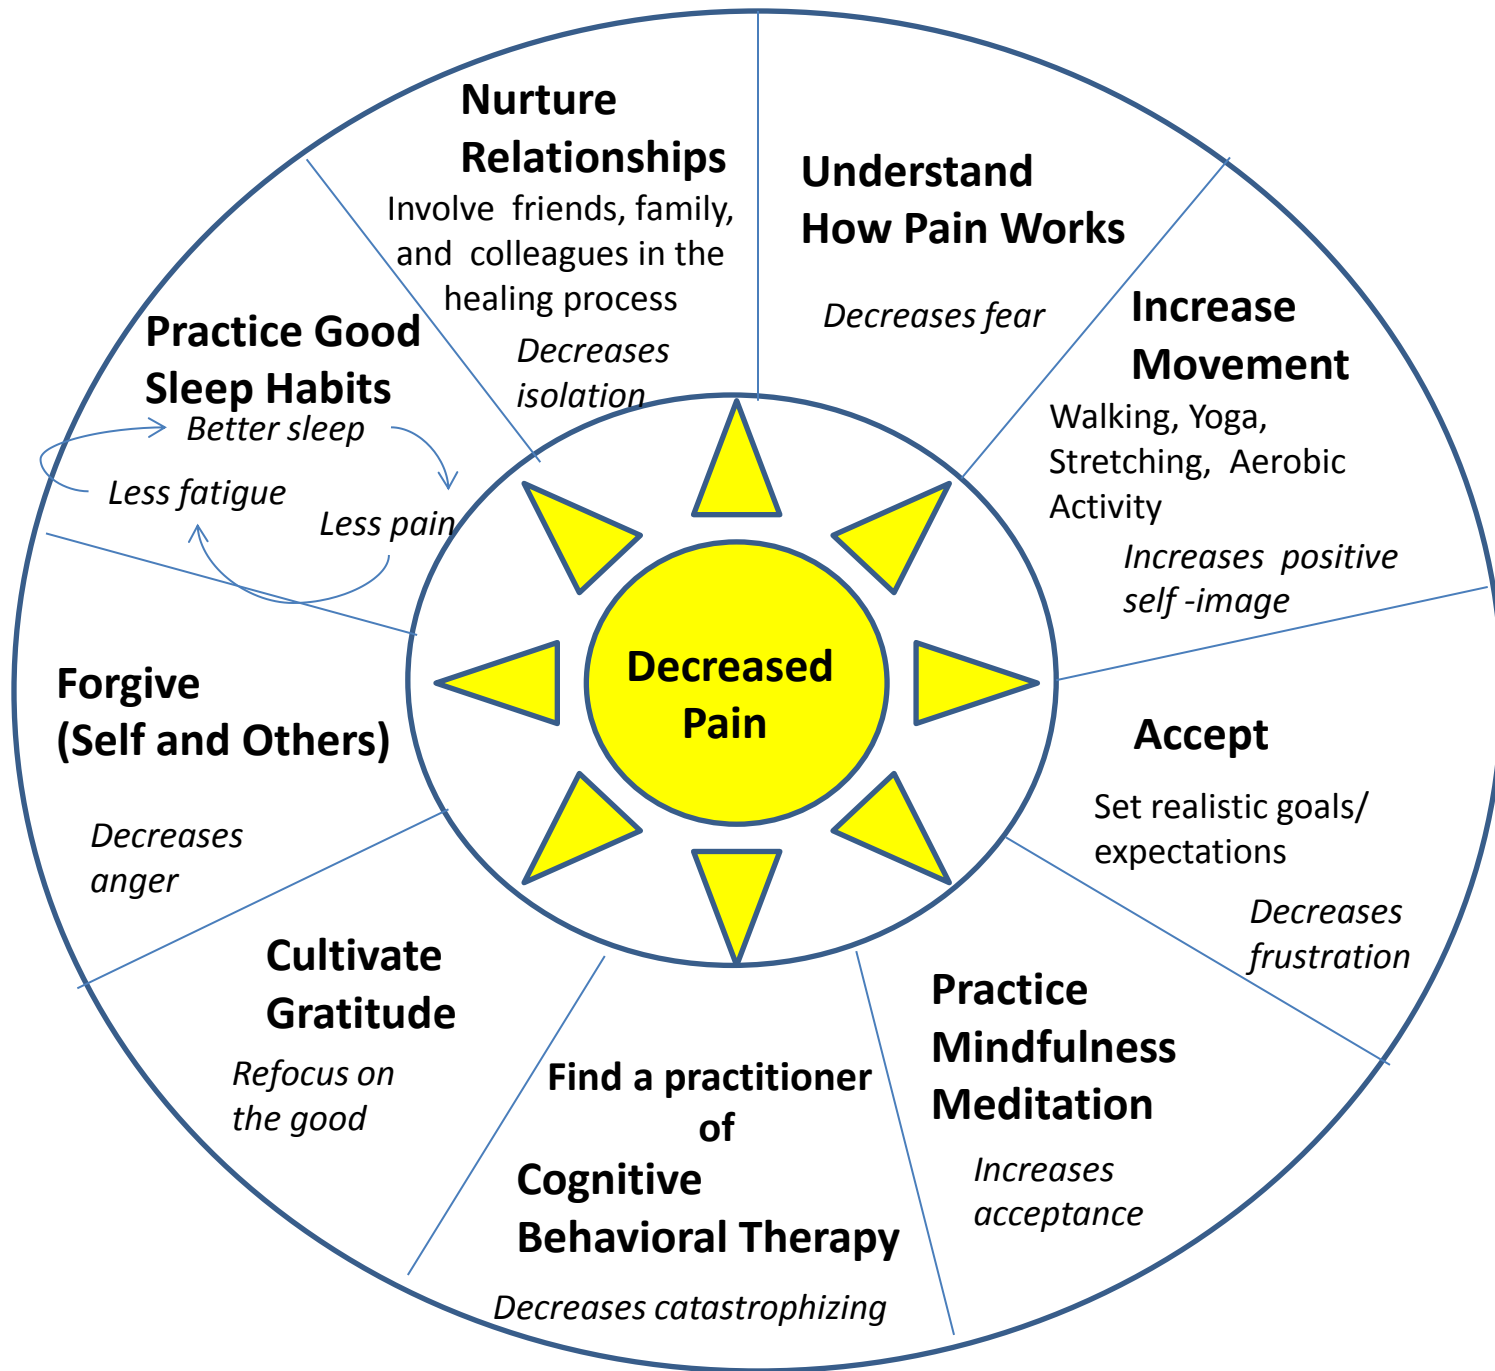 Nurture
Relationships
Involve friends, family,
and colleagues in the
healing process
Decreases
isolation
Understand
How Pain Works
Decreases fear
Increase
Movement
Walking, Yoga,
Stretching, Aerobic
Activity
Increases positive
self -image
Accept
Set realistic goals/
expectations
Decreases
frustration
Practice
Mindfulness
Meditation
Increases
acceptance
Find a practitioner
of
Cognitive
Behavioral Therapy
Decreases catastrophizing
Cultivate
Gratitude
Refocus on
the good
Forgive
(Self and Others)
Decreases
anger
Practice Good
Sleep Habits
Better sleep
Less fatigue
Less pain
Decreased
Pain